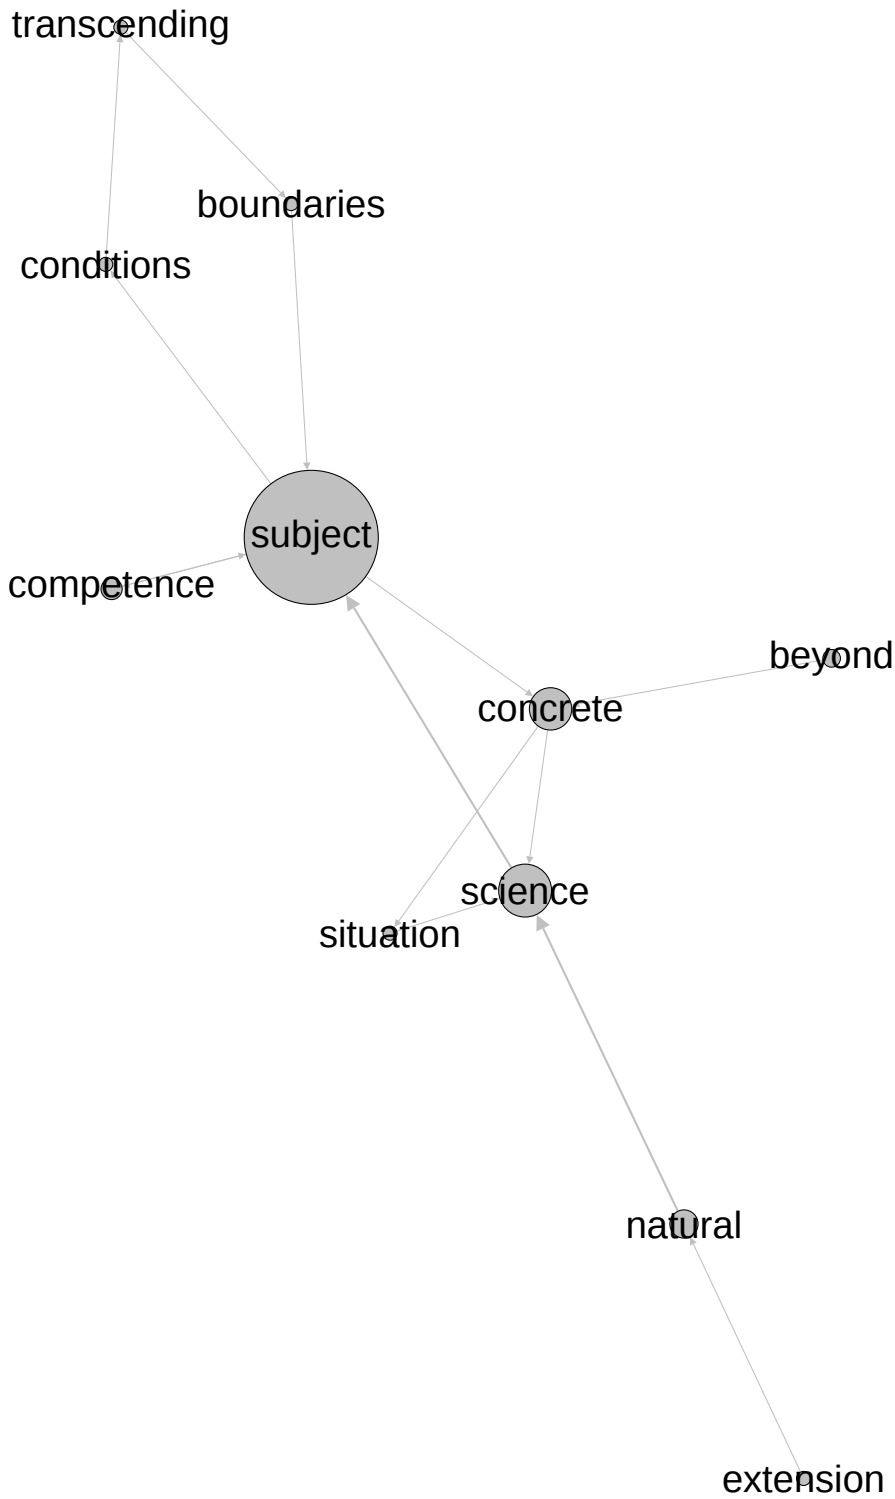 transcending
boundaries
conditions
subject
competence
beyond
concrete
science
situation
natural
extension